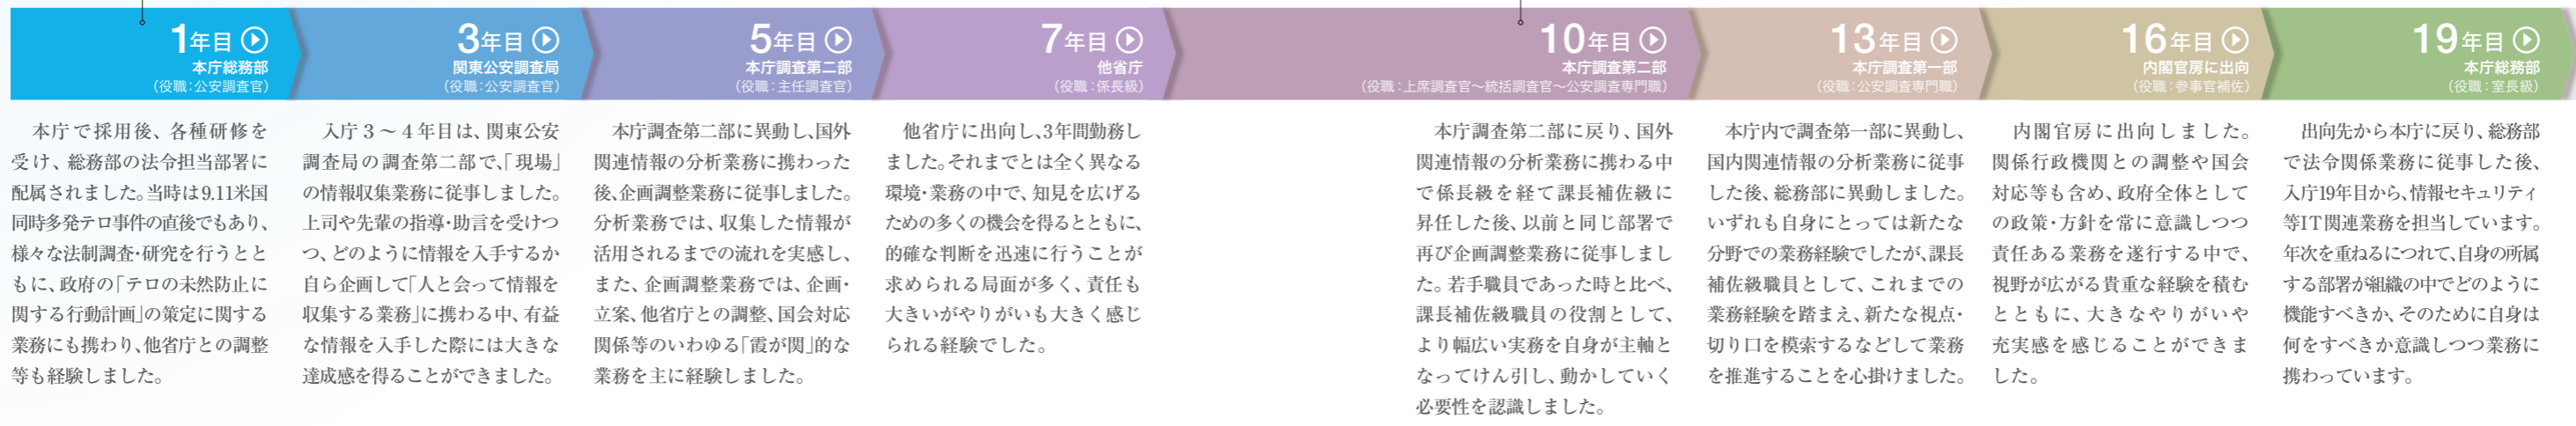 1年目
本庁総務部
(役職:公安調査官)
本庁で採用後、各種研修を
受け、総務部の法令担当部署に
配属されました。当時は9.11米国
同時多発テロ事件の直後でもあり、
様々な法制調査・研究を行うとと
もに、政府の「テロの未然防止に
関する行動計画」の策定に関する
業務にも携わり、他省庁との調整
等も経験しました。
3年目
関東公安調査局
(役職:公安調査官)
入庁3～4年目は、関東公安
調査局の調査第二部で、「現場」
の情報収集業務に従事しました。
上司や先輩の指導・助言を受けつ
つ、どのように情報を入手するか
自ら企画して「人と会って情報を
収集する業務」に携わる中、有益
な情報を入手した際には大きな
達成感を得ることができました。
5年目
本庁調査第二部
(役職:主任調査官)
本庁調査第二部に異動し、国外
関連情報の分析業務に携わった
後、企画調整業務に従事しました。
分析業務では、収集した情報が
活用されるまでの流れを実感し、
また、企画調整業務では、企画・
立案、他省庁との調整、国会対応
関係等のいわゆる「霞が関」的な
業務を主に経験しました。
7年目
他省庁
(役職:係長級)
他省庁に出向し、3年間勤務し
ました。それまでとは全く異なる
環境・業務の中で、知見を広げる
ための多くの機会を得るとともに、
的確な判断を迅速に行うことが
求められる局面が多く、責任も
大きいがやりがいも大きく感じ
られる経験でした。
10年目
本庁調査第二部
(役職:上席調査官～統括調査官～公安調査専門職)
本庁調査第二部に戻り、国外
関連情報の分析業務に携わる中
で係長級を経て課長補佐級に
昇任した後、以前と同じ部署で
再び企画調整業務に従事しまし
た。若手職員であった時と比べ、
課長補佐級職員の役割として、
より幅広い実務を自身が主軸と
なってけん引し、動かしていく
必要性を認識しました。
13年目
本庁調査第一部
(役職:公安調査専門職)
本庁内で調査第一部に異動し、
国内関連情報の分析業務に従事
した後、総務部に異動しました。
いずれも自身にとっては新たな
分野での業務経験でしたが、課長
補佐級職員として、これまでの
業務経験を踏まえ、新たな視点・
切り口を模索するなどして業務
を推進することを心掛けました。
16年目
内閣官房に出向
(役職:参事官補佐)
内閣官房に出向しました。
関係行政機関との調整や国会
対応等も含め、政府全体として
の政策・方針を常に意識しつつ
責任ある業務を遂行する中で、
視野が広がる貴重な経験を積む
とともに、大きなやりがいや
充実感を感じることができま
した。
19年目
本庁総務部
(役職:室長級)
出向先から本庁に戻り、総務部
で法令関係業務に従事した後、
入庁19年目から、情報セキュリティ
等IT関連業務を担当しています。
年次を重ねるにつれて、自身の所属
する部署が組織の中でどのように
機能すべきか、そのために自身は
何をすべきか意識しつつ業務に
携わっています。